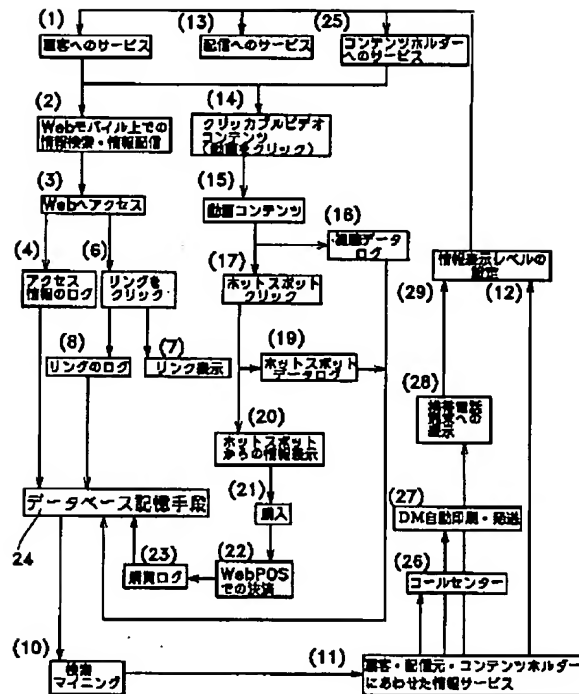 (1)
顧客へのサービス
(13)
配信へのサービス
(25)
コンテンツホルダー
へのサービス
(2)
Webモバイル上での
情報検索・情報配信
(14)
クリッカブルビデオ
コンテンツ
(動画をクリック)
(3)
Webへアクセス
(15)
動画コンテンツ
(16)
視聴データ
ログ
(4)
アクセス
情報のログ
(6)
リングを
クリック
(17)
ホットスポット
クリック
情報表示レベルの
設定
(29)
(12)
(8)
リングのログ
(7)
リンク表示
(19)
ホットスポット
データログ
(28)
表示
(20)
ホットスポット
からの情報表示
(21)
購入
データベース記憶手段
24
(27)
DM自動印刷・発送
(23)
購買ログ
(22)
WebPOS
での決済
(26)
コールセンター
(10)
検索
マイニング
(11)
顧客・配信元・コンテンツホルダー
にあわせた情報サービス